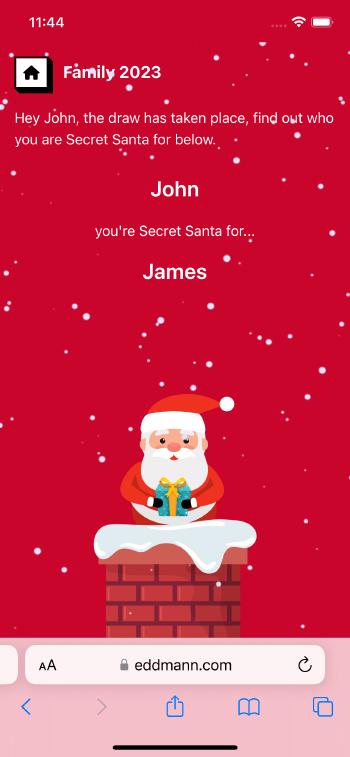 11:44
Family 2023
Hey John, the draw has taken place, find out who
you are Secret Santa for below.
John
you're Secret Santa for...
James
AA
eddmann.com